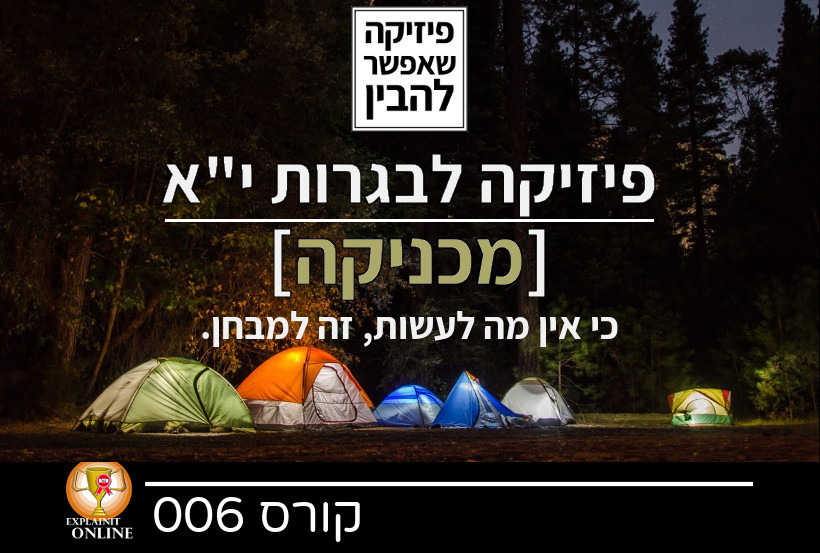 פיזיקה
שאפשר
להבין
פיזיקה לבגרות י"א
[מכניקה]
כי אין מה לעשות, זה למבחן.
EXPLAINIT
ONLINE
קורס 006